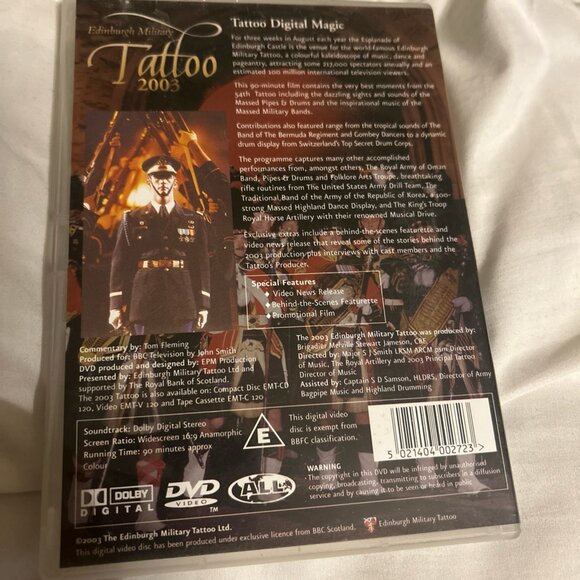 Edinburgh Military
Tattoo
2003
Tattoo Digital Magic
For three weeks in August each year the Esplanade of
Edinburgh Castle is the venue for the world-famous Edinburgh
Military Tattoo, a colourful kaleidoscope of music, dance and
pageantry, attracting some 217,000 spectators annually and an
estimated 100 million international television viewers.
This 90-minute film contains the very best moments from the
54th Tattoo including the dazzling sights and sounds of the
Massed Pipes & Drums and the inspirational music of the
Massed Military Bands.
Contributions also featured range from the tropical sounds of The
Band of The Bermuda Regiment and Gombey Dancers to a dynamic
drum display from Switzerland's Top Secret Drum Corps.
The programme captures many other accomplished
performances from, amongst others, The Royal Army of Oman
Band, Pipes & Drums and Folklore Arts Troupe, breathtaking
rifle routines from The United States Army Drill Team, The
Traditional Band of the Army of the Republic of Korea, a 100-
strong Massed Highland Dance Display, and The King's Troop
Royal Horse Artillery with their renowned Musical Drive.
Exclusive extras include a behind-the-scenes featurette and
video news release that reveal some of the stories behind the
2003 production plus interviews with cast members and the
Tattoo's Producer.
Special Features
♦ Video News Release
♦ Behind-the-Scenes Featurette
♦ Promotional Film
Commentary by: Tom Fleming
Produced for: BBC Television by John Smith
DVD produced and designed by: EPM Production
Presented by: Edinburgh Military Tattoo Ltd and
supported by The Royal Bank of Scotland.
The 2003 Tattoo is also available on: Compact Disc EMT-CD
120, Video EMT-V 120 and Tape Cassette EMT-C 120
The 2003 Edinburgh Military Tattoo was produced by:
Brigadier Melville Stewart Jameson, CBE
Directed by: Major S J Smith LRSM ARCM psm Director
of Music, The Royal Artillery and 2003 Principal Tattoo
Director of Music
Assisted by: Captain S D Samson, HLDRS, Director of Army
Bagpipe Music and Highland Drumming
Soundtrack: Dolby Digital Stereo
Screen Ratio: Widescreen 16:9 Anamorphic
Running Time: 90 minutes approx
Colour
E
This digital video
disc is exempt from
BBFC classification.
5 021404 002723 >
DOLBY
DIGITAL
DVD
VIDEO
TM
ALL
WARNING
The copyright in this DVD will be infringed by unauthorised
copying, broadcasting, transmitting to subscribers in a diffusion
service and by causing it to be seen or heard in public
©2003 The Edinburgh Military Tattoo Ltd.
This digital video disc has been produced under exclusive licence from BBC Scotland.
Edinburgh Military Tattoo